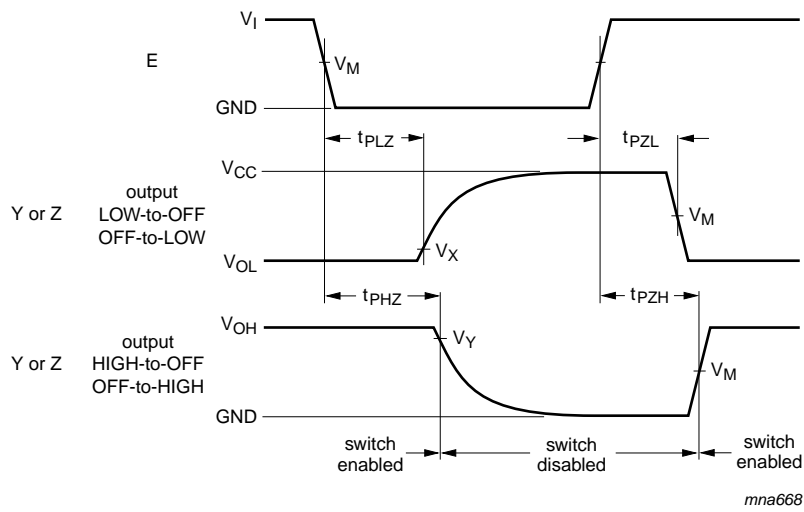 V_I
E
V_M
GND
t_PLZ
t_PZL
V_CC
output
Y or Z
LOW-to-OFF
OFF-to-LOW
V_M
V_X
V_OL
t_PHZ
t_PZH
V_OH
output
V_Y
Y or Z
HIGH-to-OFF
OFF-to-HIGH
V_M
GND
switch enabled
switch disabled
switch enabled
mna668